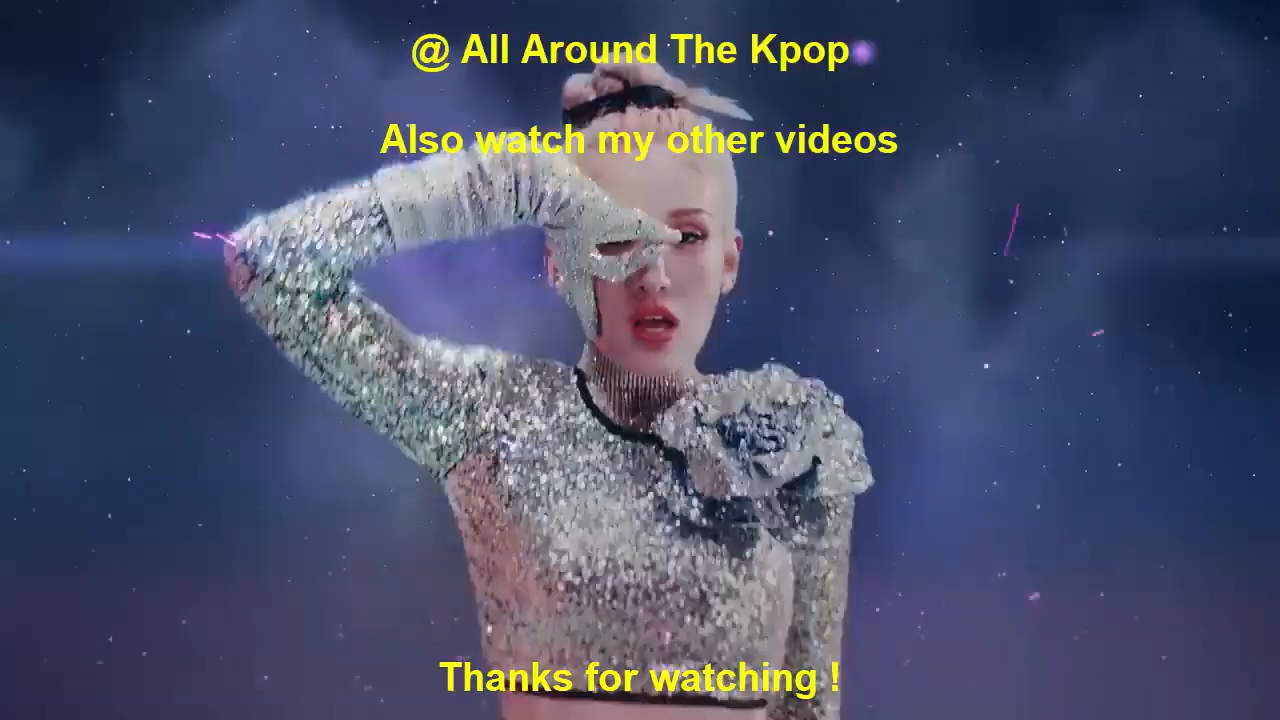 @ All Around The Kpop
Also watch my other videos
Thanks for watching !